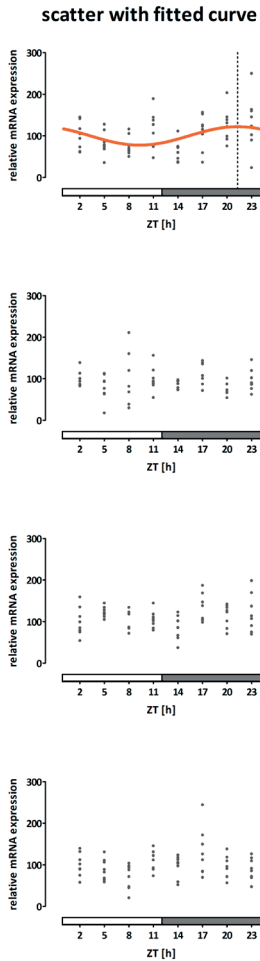 scatter with fitted curve
relative mRNA expression
300
200
100
0
2 5 8 11 14 17 20 23
ZT [h]
relative mRNA expression
300
200
100
0
2 5 8 11 14 17 20 23
ZT [h]
relative mRNA expression
300
200
100
0
2 5 8 11 14 17 20 23
ZT [h]
relative mRNA expression
300
200
100
0
2 5 8 11 14 17 20 23
ZT [h]